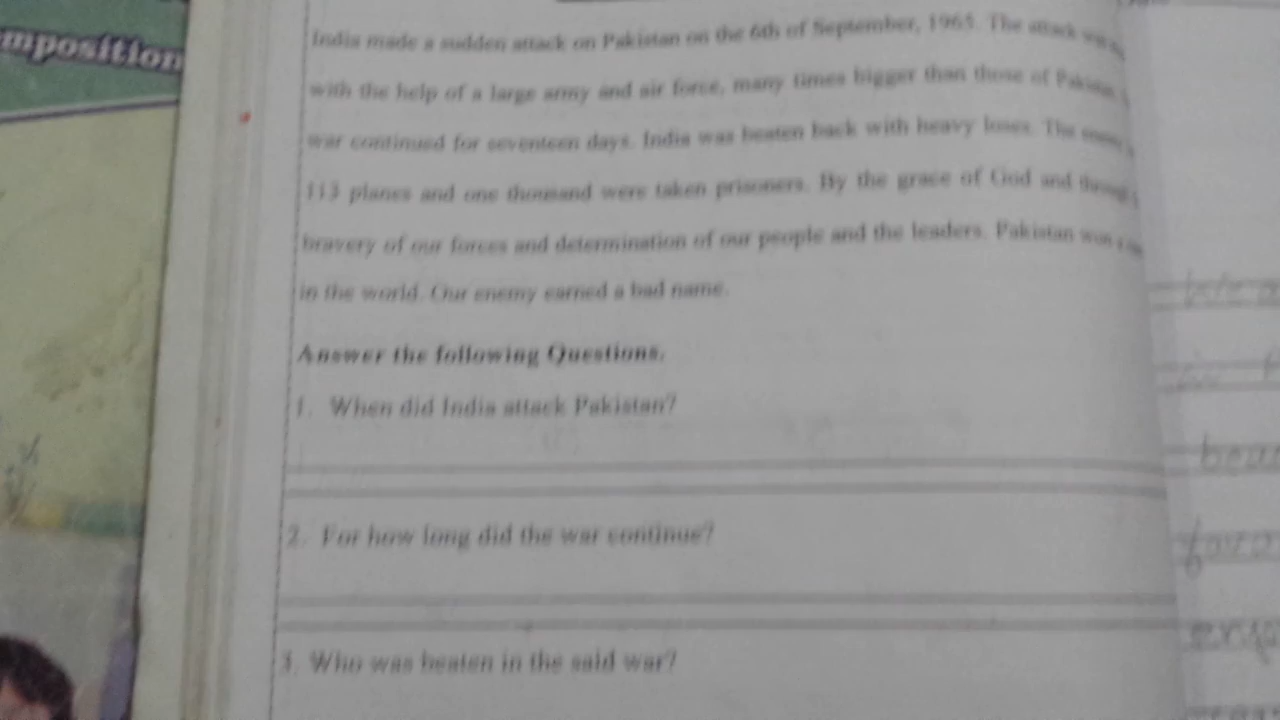 mposition
India made a sudden attack on Pakistan on the 6th of September, 1965. The attack was
with the help of a large army and air force, many times bigger than those of Pakistan
war continued for seventeen days. India was beaten back with heavy loses. The enemy
113 planes and one thousand were taken prisoners. By the grace of God and through
bravery of our forces and determination of our people and the leaders. Pakistan won
in the world. Our enemy earned a bad name.
Answer the following Questions.
1. When did India attack Pakistan?
2. For how long did the war continue?
3. Who was beaten in the said war?